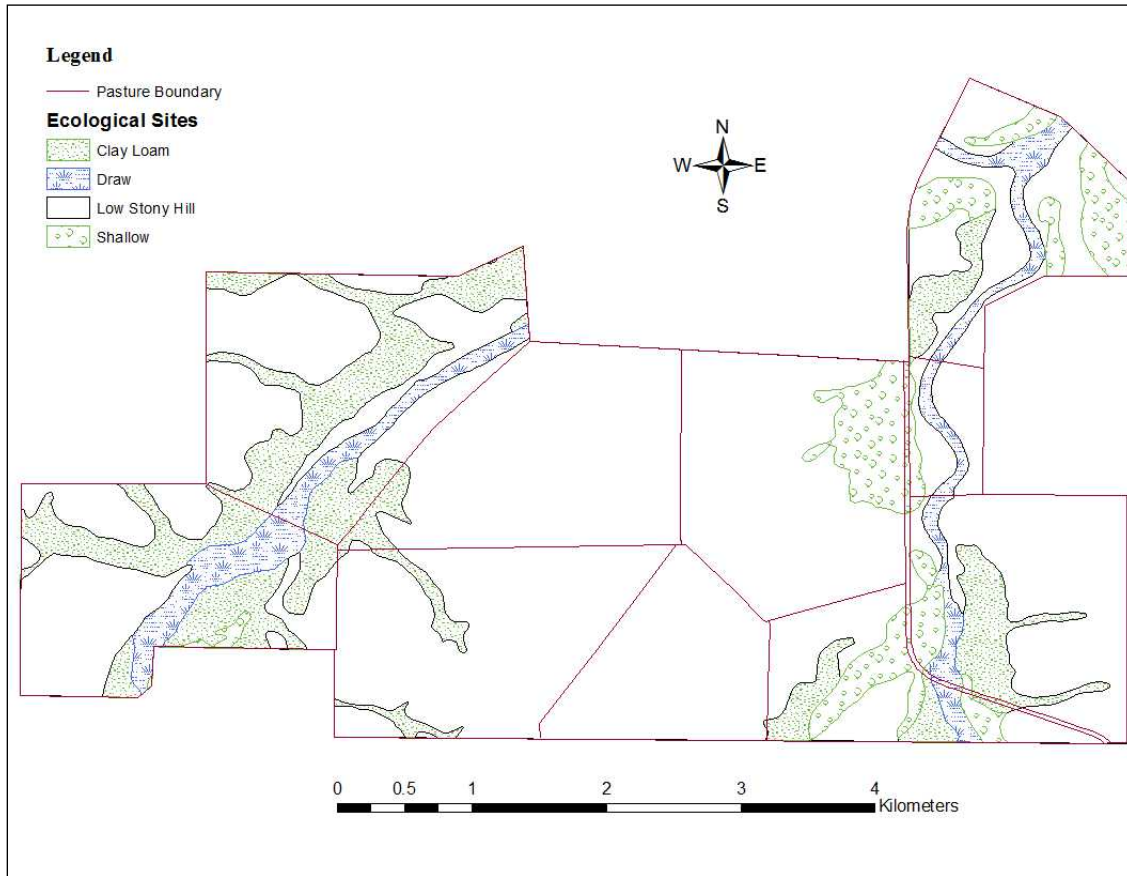 Legend
Pasture Boundary
Ecological Sites
Clay Loam
Draw
Low Stony Hill
Shallow
N
W E
S
0 0.5 1 2 3 4
Kilometers